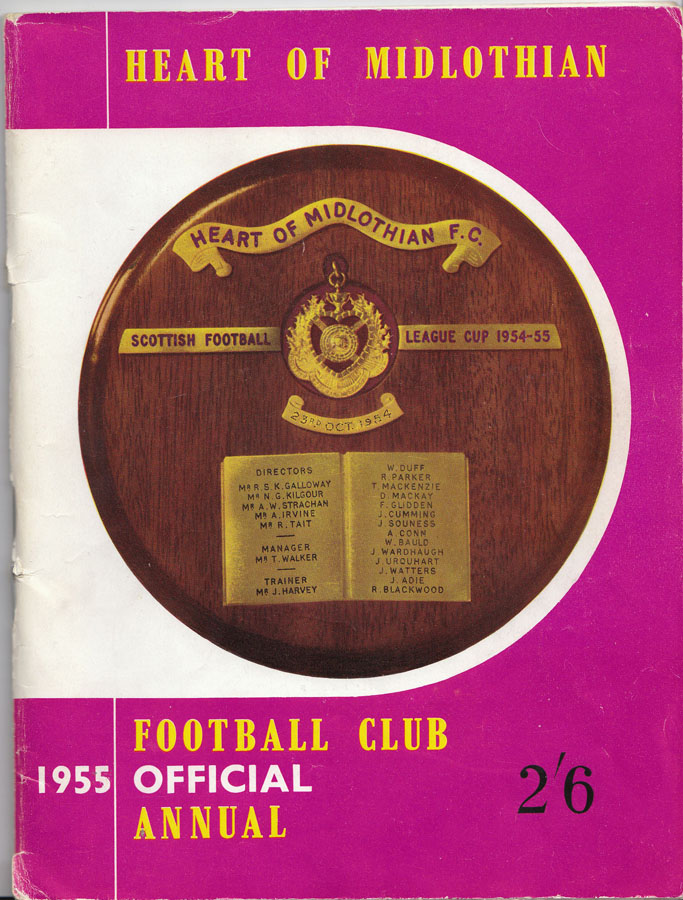 HEART OF MIDLOTHIAN
HEART OF MIDLOTHIAN F.C.
SCOTTISH FOOTBALL LEAGUE CUP 1954-55
23RD OCT. 1954
DIRECTORS
MR R.S.K. GALLOWAY
MR N.G. KILGOUR
MR A.W. STRACHAN
MR A. IRVINE
MR R. TAIT
MANAGER
MR T. WALKER
TRAINER
MR J. HARVEY
W. DUFF
R. PARKER
T. MACKENZIE
D. MACKAY
F. GLIDDEN
J. CUMMING
J. SOUNESS
A. CONN
W. BAULD
J. WARDHAUGH
J. URQUHART
J. WATTERS
J. ADIE
R. BLACKWOOD
FOOTBALL CLUB
1955 OFFICIAL
ANNUAL
2'6